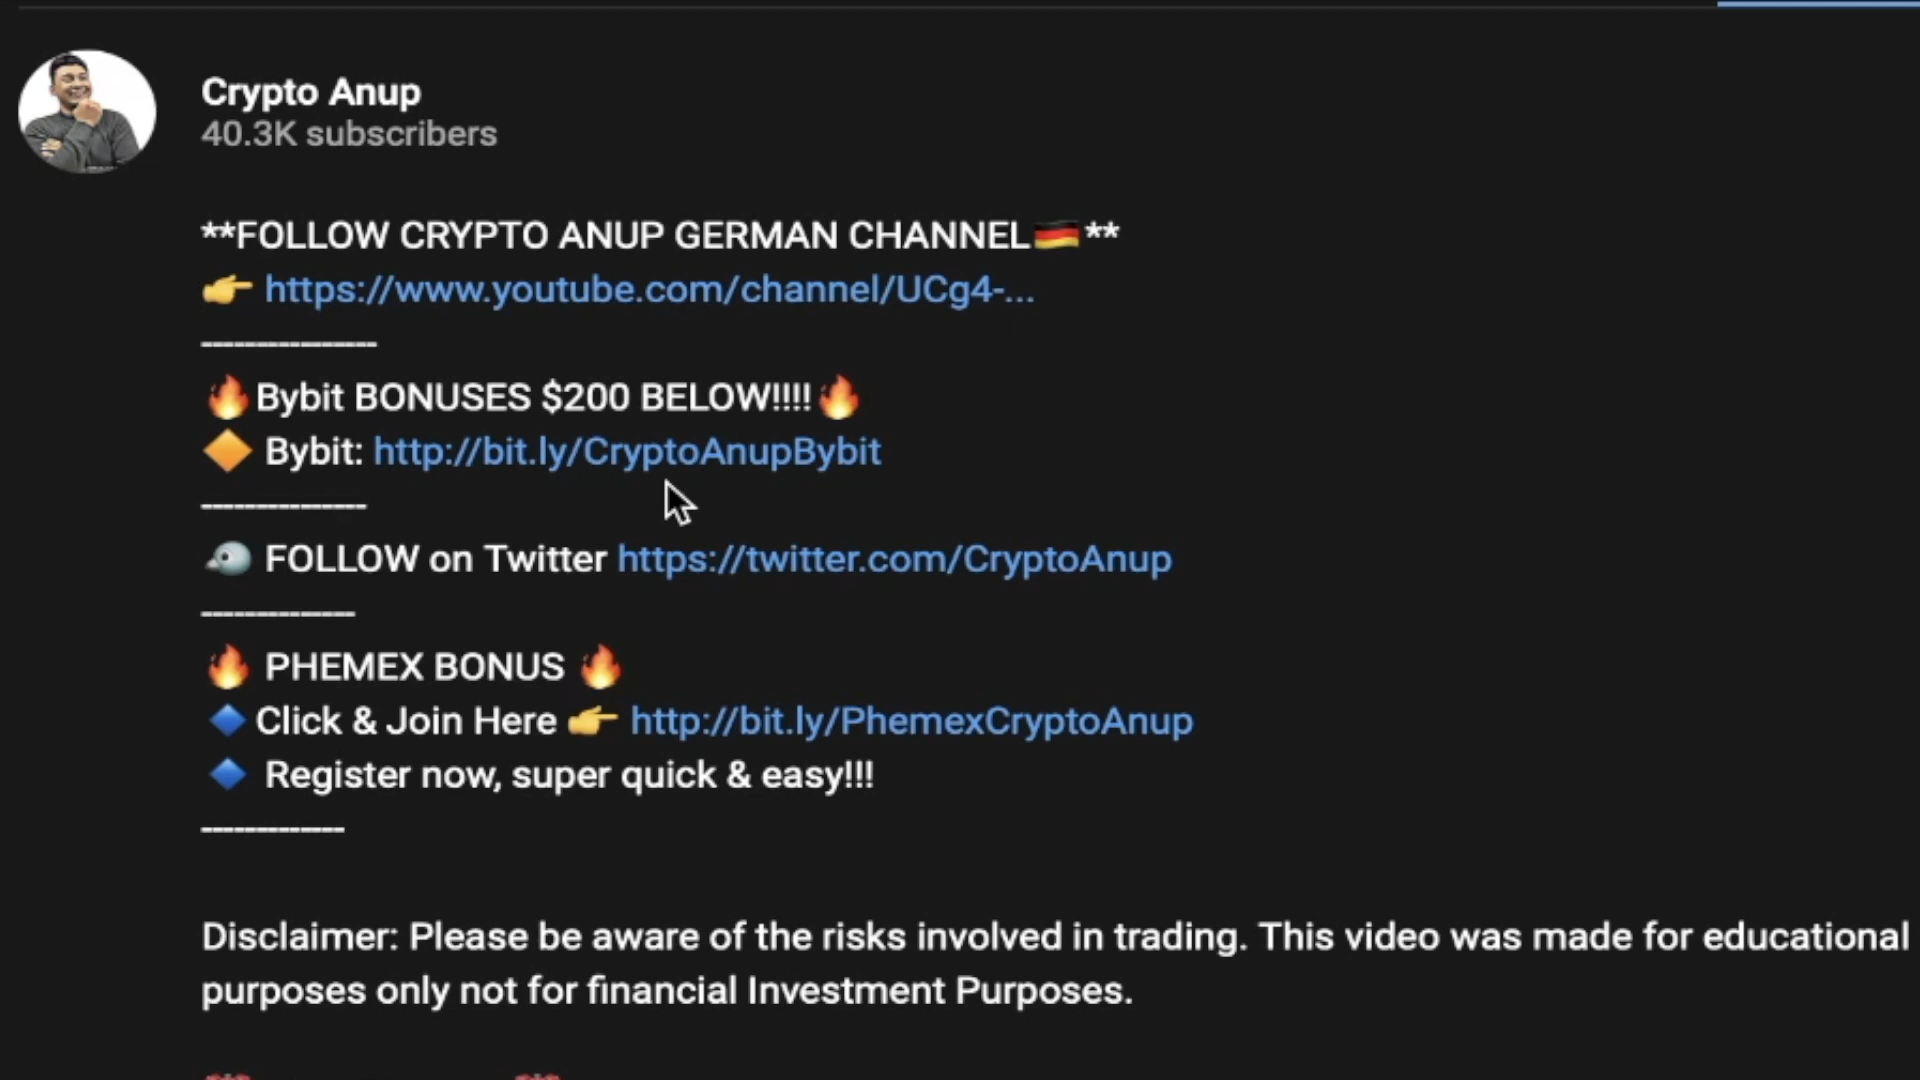 Crypto Anup
40.3K subscribers
**FOLLOW CRYPTO ANUP GERMAN CHANNEL🇩🇪**
👉 https://www.youtube.com/channel/UCg4-...
----------------
🔥Bybit BONUSES $200 BELOW!!!!🔥
🔶 Bybit: http://bit.ly/CryptoAnupBybit
---------------
🐦 FOLLOW on Twitter https://twitter.com/CryptoAnup
--------------
🔥 PHEMEX BONUS 🔥
🔹Click & Join Here 👉 http://bit.ly/PhemexCryptoAnup
🔹 Register now, super quick & easy!!!
-------------
Disclaimer: Please be aware of the risks involved in trading. This video was made for educational
purposes only not for financial Investment Purposes.